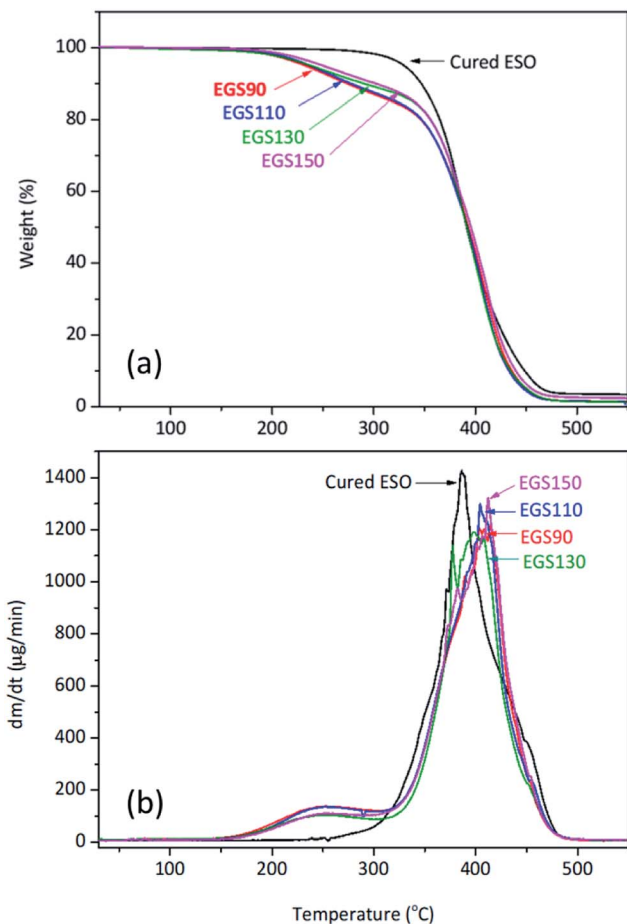 (a)
100
80
60
40
20
0
Weight (%)
Cured ESO
EGS90
EGS110
EGS130
EGS150
(a)
100
200
300
400
500
1400
1200
1000
800
600
400
200
0
dm/dt (µg/min)
Cured ESO
EGS150
EGS110
EGS90
EGS130
(b)
100
200
300
400
500
Temperature (°C)